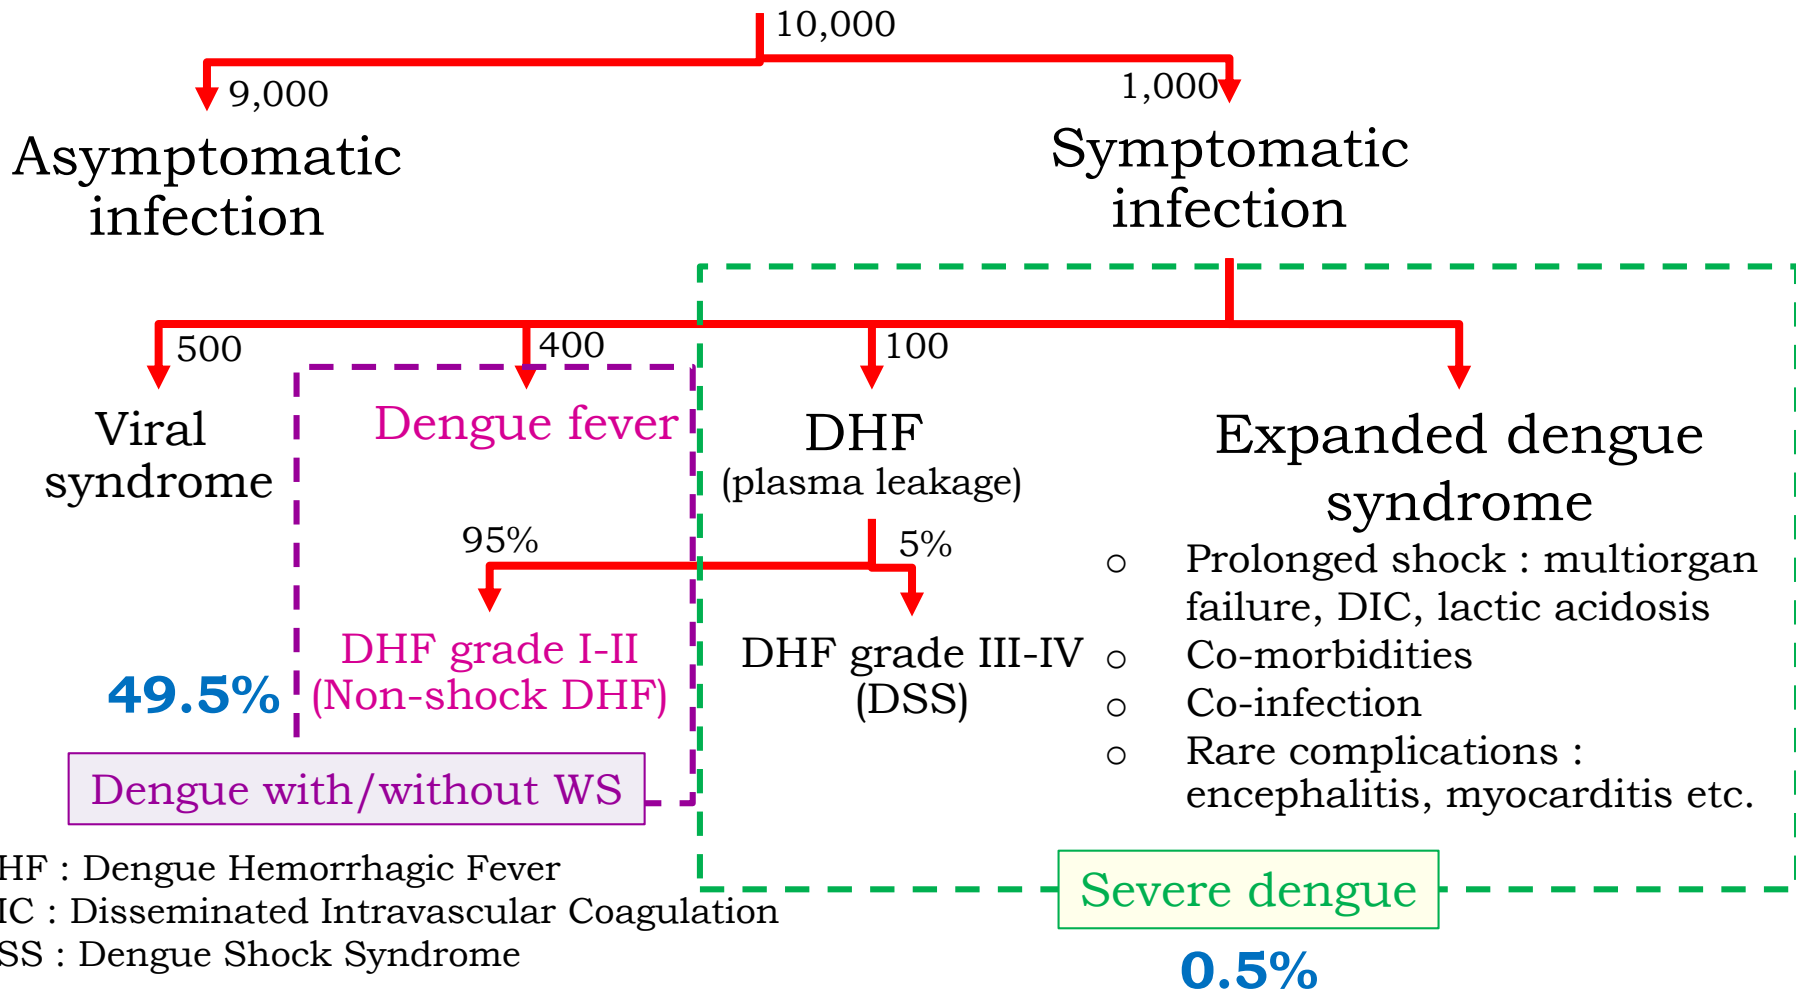 10,000
9,000
1,000
Asymptomatic
infection
Symptomatic
infection
500
400
100
Viral
syndrome
Dengue fever
DHF
(plasma leakage)
Expanded dengue
syndrome
95%
5%
○ Prolonged shock : multiorgan
failure, DIC, lactic acidosis
○ Co-morbidities
○ Co-infection
○ Rare complications :
encephalitis, myocarditis etc.
DHF grade I-II
(Non-shock DHF)
DHF grade III-IV
(DSS)
49.5%
Dengue with/without WS
HF : Dengue Hemorrhagic Fever
IC : Disseminated Intravascular Coagulation
SS : Dengue Shock Syndrome
Severe dengue
0.5%